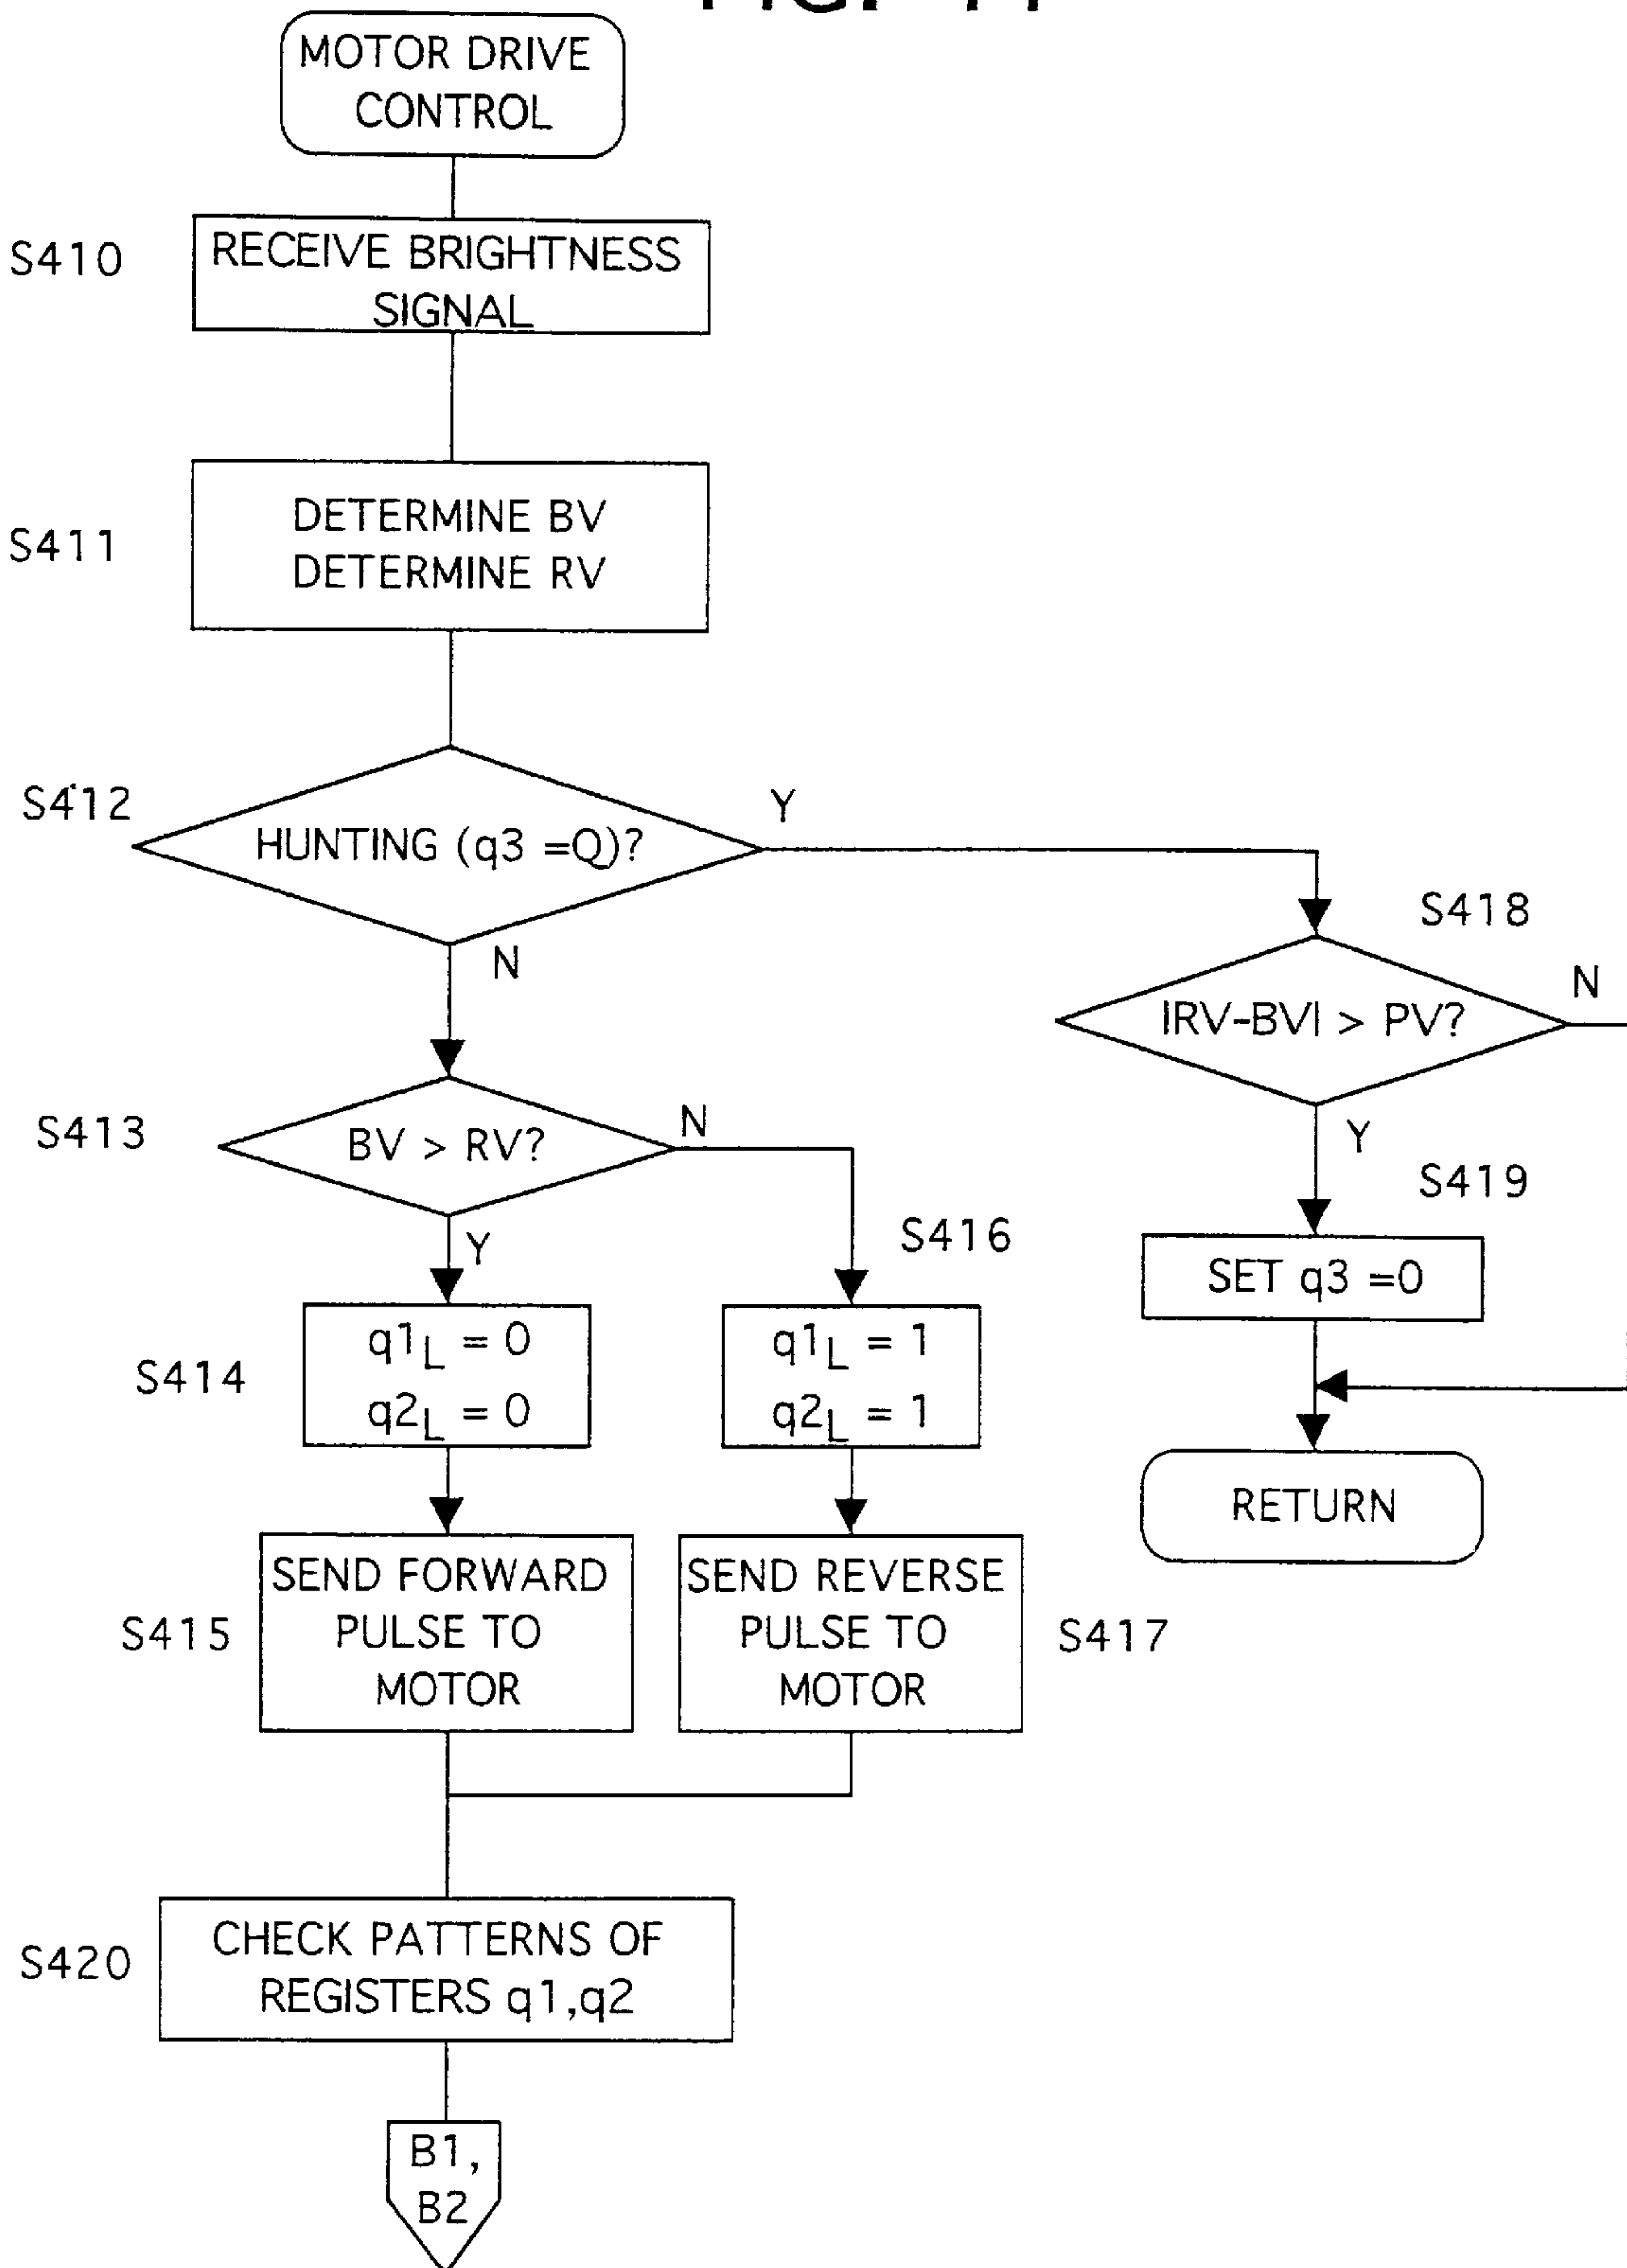 MOTOR DRIVE
CONTROL
S410
RECEIVE BRIGHTNESS
SIGNAL
S411
DETERMINE BV
DETERMINE RV
S412
HUNTING (q3 =Q)?
Y
N
S418
|RV-BV| > PV?
N
Y
S413
BV > RV?
N
Y
S419
SET q3 =0
RETURN
S414
q1L = 0
q2L = 0
S416
q1L = 1
q2L = 1
S415
SEND FORWARD
PULSE TO
MOTOR
SEND REVERSE
PULSE TO
MOTOR
S417
S420
CHECK PATTERNS OF
REGISTERS q1,q2
B1,
B2